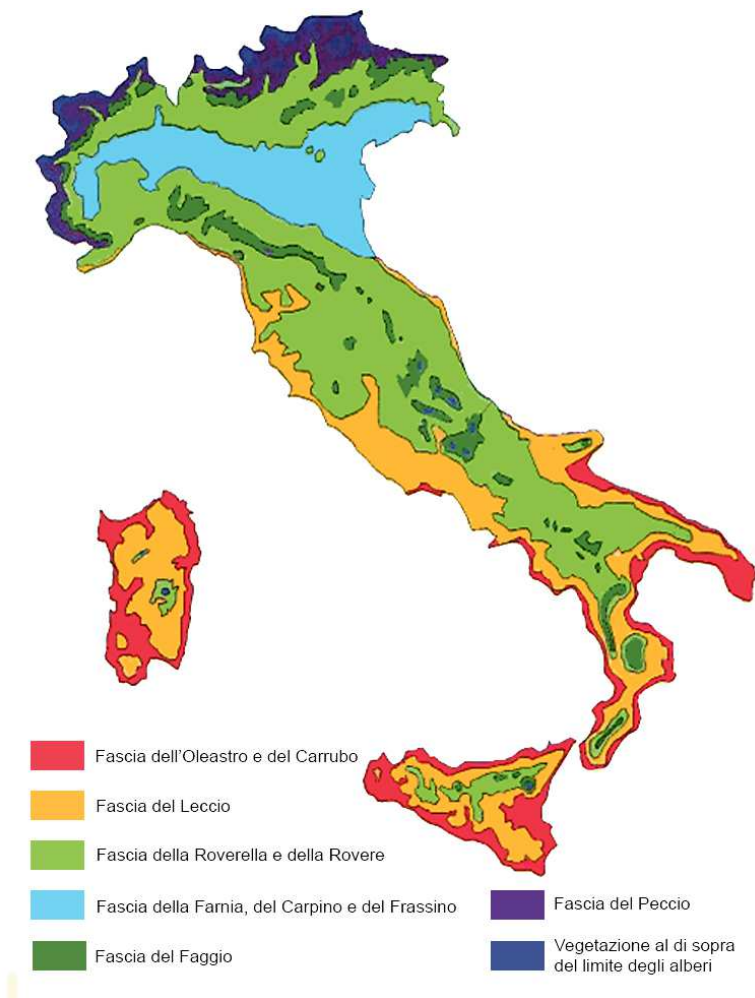 Fascia dell'Oleastro e del Carrubo
Fascia del Leccio
Fascia della Roverella e della Rovere
Fascia della Farnia, del Carpino e del Frassino
Fascia del Faggio
Fascia del Peccio
Vegetazione al di sopra
del limite degli alberi